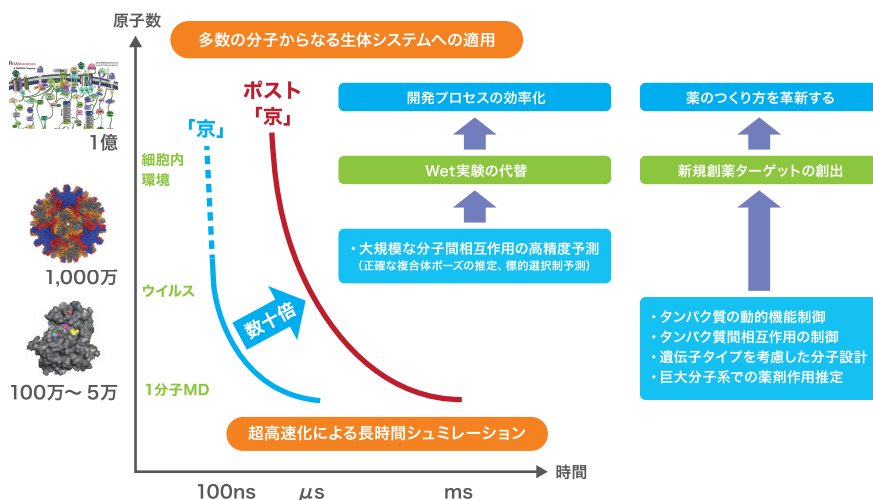 原子数
多数の分子からなる生体システムへの適用
1億
1,000万
100万〜 5万
細胞内
環境
ウイルス
1分子MD
「京」
ポスト
「京」
数十倍
超高速化による長時間シュミレーション
時間
100ns
μs
ms
開発プロセスの効率化
Wet実験の代替
・大規模な分子間相互作用の高精度予測
（正確な複合体ポーズの推定、標的選択制予測）
薬のつくり方を革新する
新規創薬ターゲットの創出
・タンパク質の動的機能制御
・タンパク質間相互作用の制御
・遺伝子タイプを考慮した分子設計
・巨大分子系での薬剤作用推定